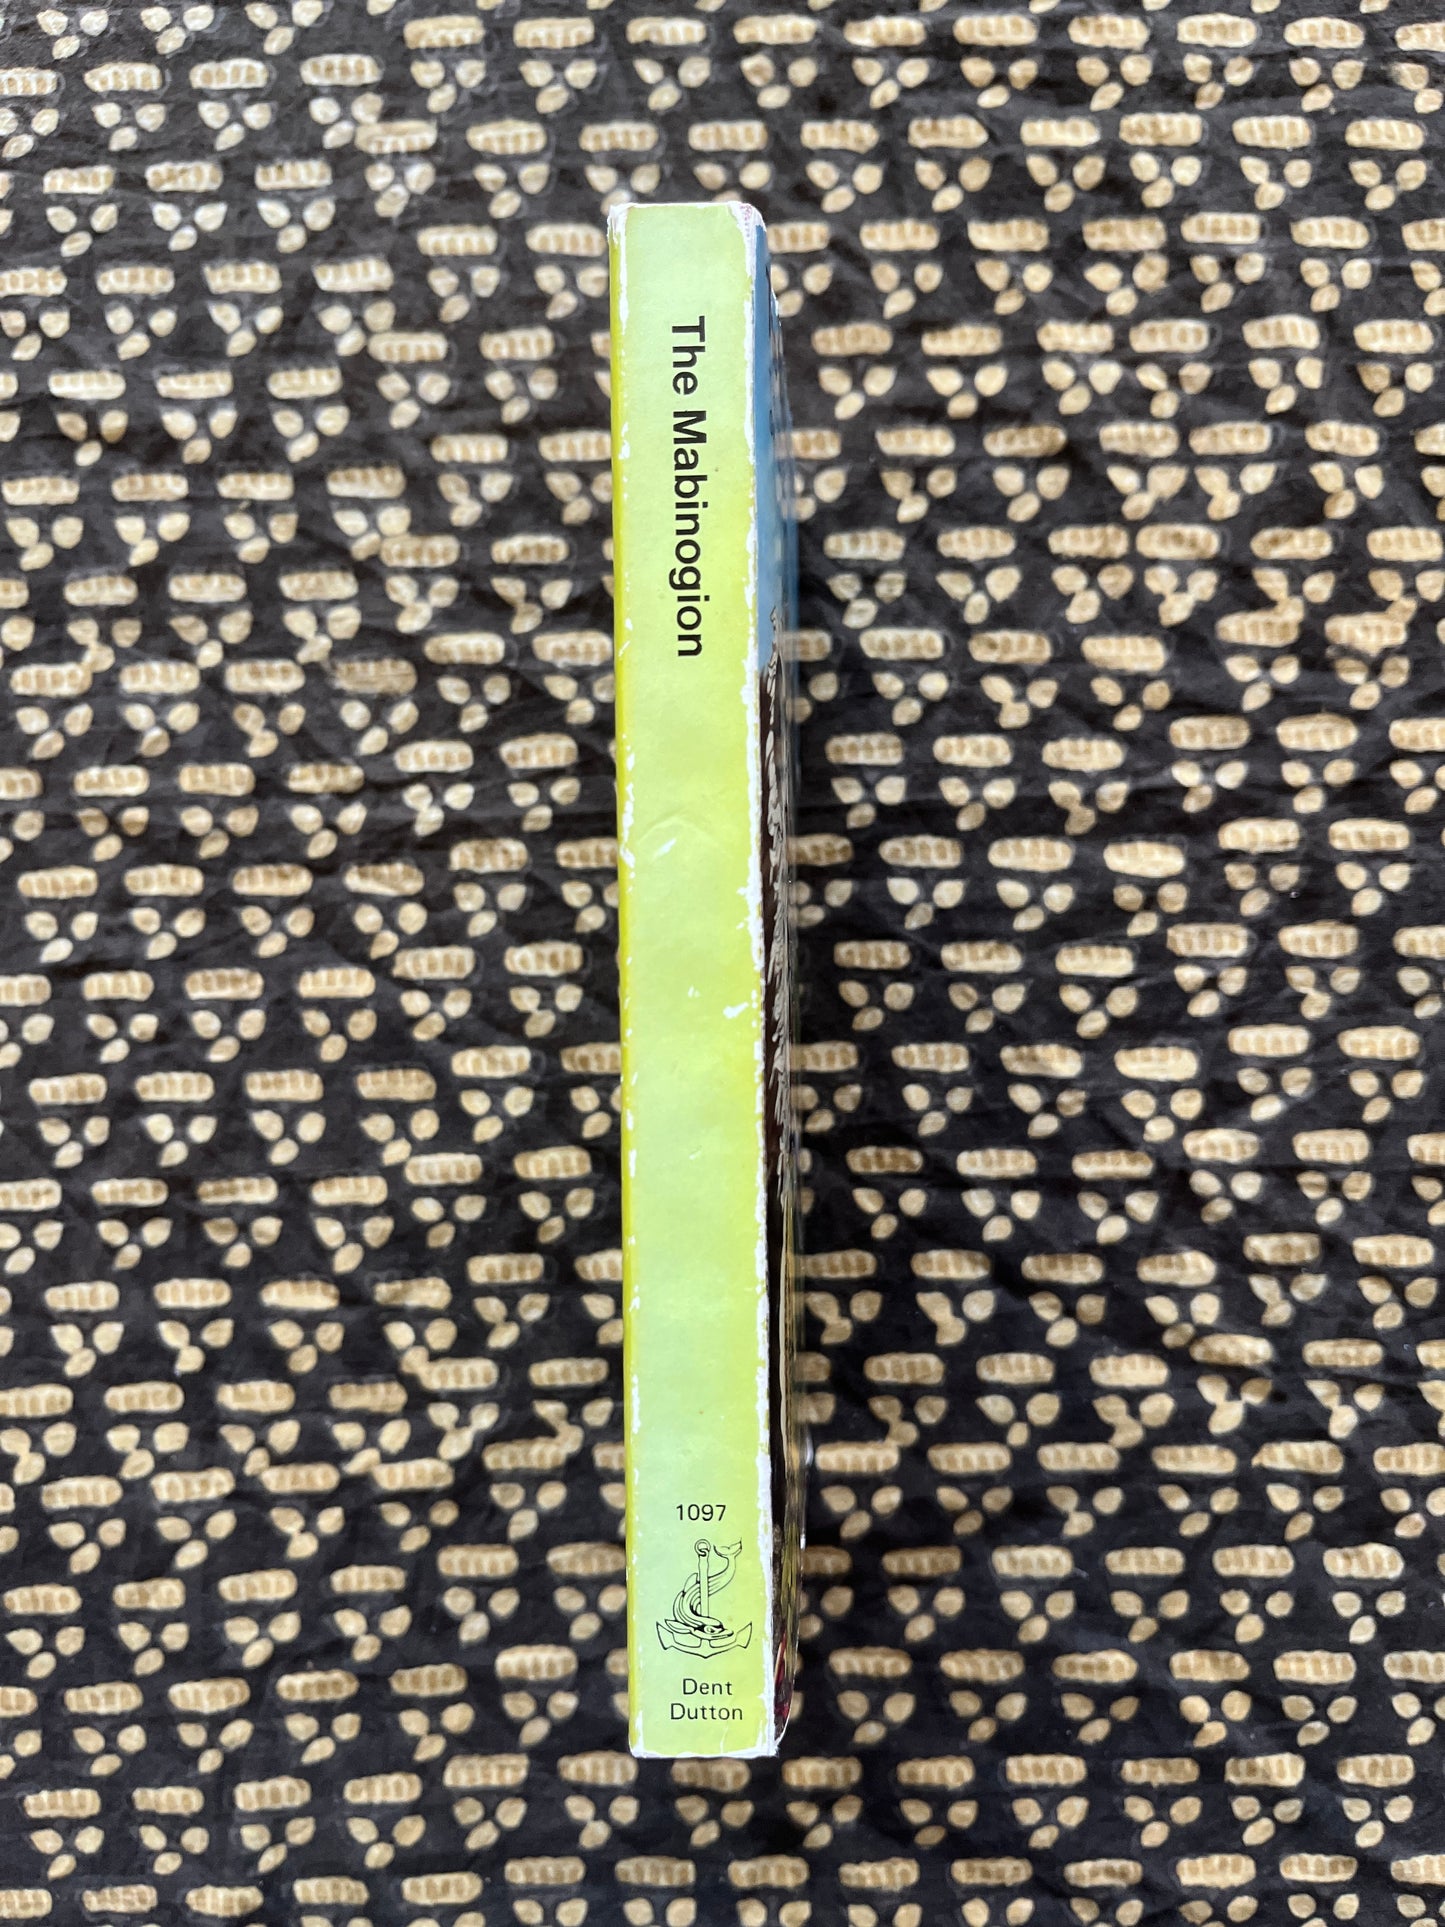 The Mabinogion
1097
Dent
Dutton